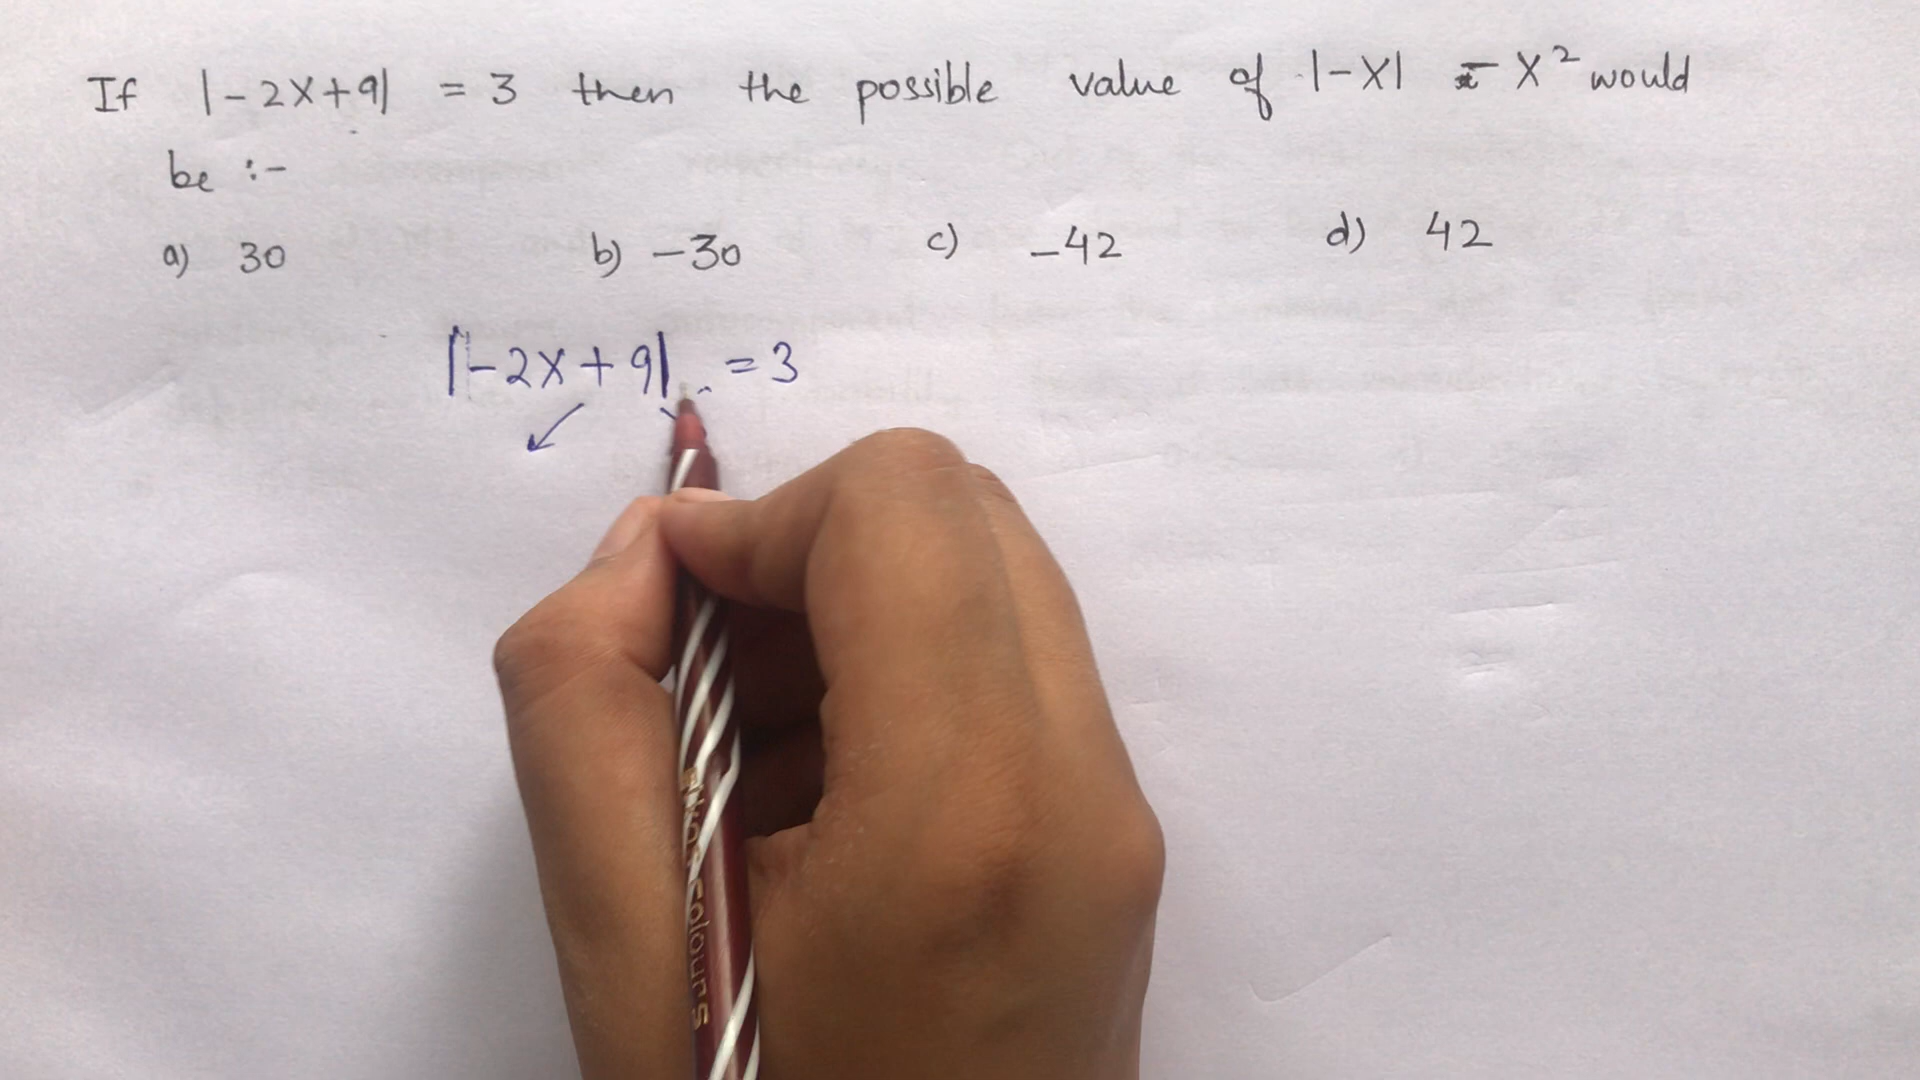 If |-2x+9| = 3 then the possible value of |-x| - x² would
be :-
a) 30 b) -30 c) -42 d) 42
|-2x+9| = 3